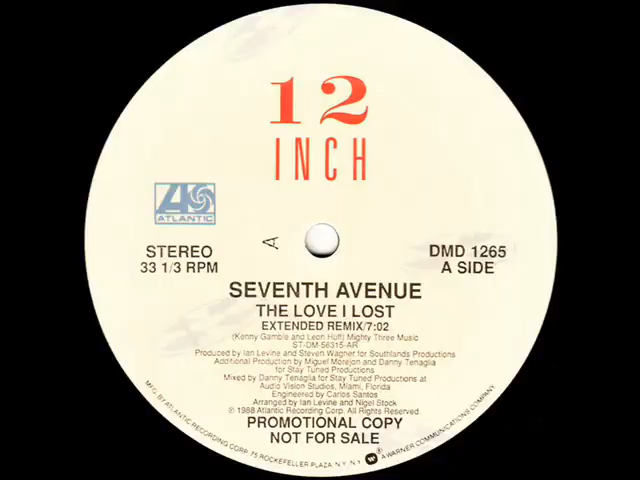 12
INCH
ATLANTIC
A
STEREO
33 1/3 RPM
DMD 1265
A SIDE
SEVENTH AVENUE
THE LOVE I LOST
EXTENDED REMIX/7:02
(Kenny Gamble and Leon Huff) Mighty Three Music
ST-DM-56315-AR
Produced by Ian Levine and Steven Wagner for Southlands Productions
Additional Production by Miguel Morejon and Danny Tenaglia
for Stay Tuned Productions
Mixed by Danny Tenaglia for Stay Tuned Productions at
Audio Vision Studios, Miami, Florida
Engineered by Carlos Santos
Arranged by Ian Levine and Nigel Stock
℗ 1988 Atlantic Recording Corp. All Rights Reserved.
PROMOTIONAL COPY
NOT FOR SALE
MFG. BY ATLANTIC RECORDING CORP. 75 ROCKEFELLER PLAZA, N.Y. N.Y. ® A WARNER COMMUNICATIONS COMPANY